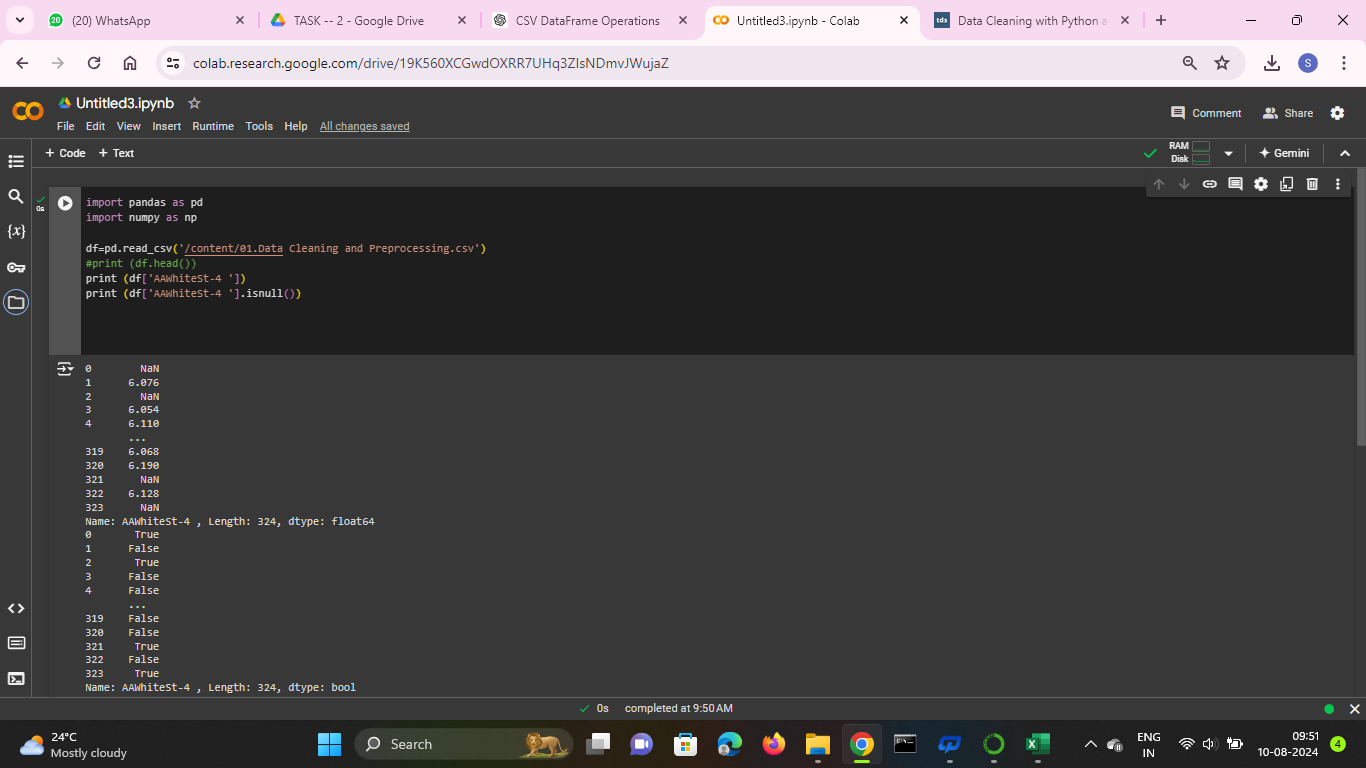 (20) WhatsApp
TASK -- 2 - Google Drive
CSV DataFrame Operations
Untitled3.ipynb - Colab
Data Cleaning with Python a
colab.research.google.com/drive/19K560XCGwdOXRR7UHq3ZIsNDmvJWujaZ
S
Untitled3.ipynb
File Edit View Insert Runtime Tools Help All changes saved
Comment Share
+ Code + Text
RAM
Disk
Gemini
0s
import pandas as pd
import numpy as np
df=pd.read_csv('/content/01.Data Cleaning and Preprocessing.csv')
#print (df.head())
print (df['AAWhiteSt-4 '])
print (df['AAWhiteSt-4 '].isnull())
0 NaN
1 6.076
2 NaN
3 6.054
4 6.110
...
319 6.068
320 6.190
321 NaN
322 6.128
323 NaN
Name: AAWhiteSt-4 , Length: 324, dtype: float64
0 True
1 False
2 True
3 False
4 False
...
319 False
320 False
321 True
322 False
323 True
Name: AAWhiteSt-4 , Length: 324, dtype: bool
0s completed at 9:50 AM
24°C
Mostly cloudy
Search
ENG
IN
09:51
10-08-2024
4